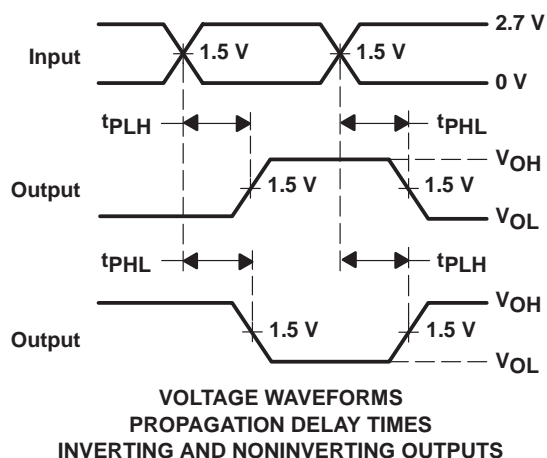 2.7 V
Input
1.5 V
1.5 V
0 V
tPLH
tPHL
VOH
Output
1.5 V
1.5 V
VOL
tPHL
tPLH
VOH
Output
1.5 V
1.5 V
VOL
VOLTAGE WAVEFORMS
PROPAGATION DELAY TIMES
INVERTING AND NONINVERTING OUTPUTS